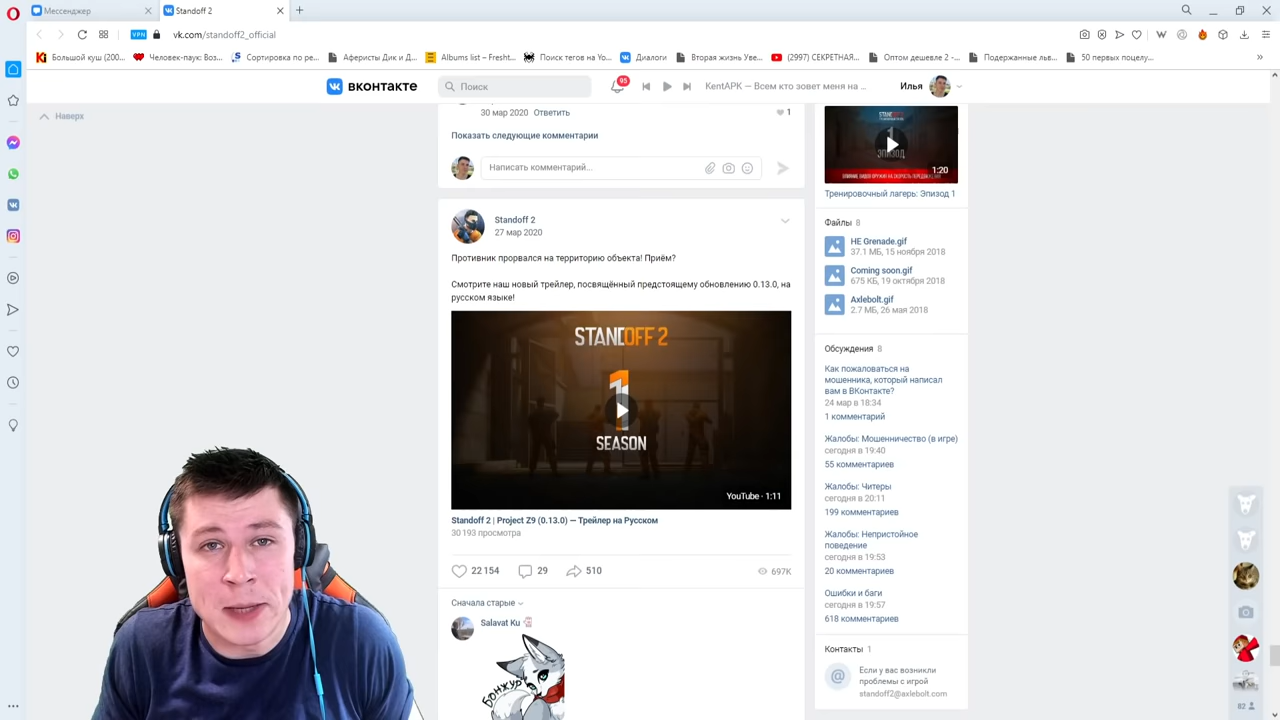 Мессенджер
Standoff 2
VPN
vk.com/standoff2_official
Большой куш (200...
Человек-паук: Воз...
Сортировка по ре...
Аферисты Дик и Д...
Albums list – Fresht...
Поиск тегов на Yo...
Диалоги
Вторая жизнь Уве...
(2997) СЕКРЕТНАЯ...
Оптом дешевле 2 -...
Подержанные льв...
50 первых поцелу...
вконтакте
Поиск
95
KentAPK — Всем кто зовет меня на ...
Илья
Наверх
30 мар 2020 Ответить
1
Показать следующие комментарии
Написать комментарий...
Standoff 2
27 мар 2020
Противник прорвался на территорию объекта! Приём?
Смотрите наш новый трейлер, посвящённый предстоящему обновлению 0.13.0, на
русском языке!
STANDOFF 2
1
SEASON
YouTube · 1:11
Standoff 2 | Project Z9 (0.13.0) — Трейлер на Русском
30 193 просмотра
22 154
29
510
697K
Сначала старые
Salavat Ku
БОНЖУР
ЭПИЗОД
1:20
Тренировочный лагерь: Эпизод 1
Файлы 8
HE Grenade.gif
37.1 МБ, 15 ноября 2018
Coming soon.gif
675 КБ, 19 октября 2018
Axlebolt.gif
2.7 МБ, 26 мая 2018
Обсуждения 8
Как пожаловаться на
мошенника, который написал
вам в ВКонтакте?
24 мар в 18:34
1 комментарий
Жалобы: Мошенничество (в игре)
сегодня в 19:40
55 комментариев
Жалобы: Читеры
сегодня в 20:11
199 комментариев
Жалобы: Непристойное
поведение
сегодня в 19:53
20 комментариев
Ошибки и баги
сегодня в 19:57
618 комментариев
Контакты 1
Если у вас возникли
проблемы с игрой
standoff2@axlebolt.com
82